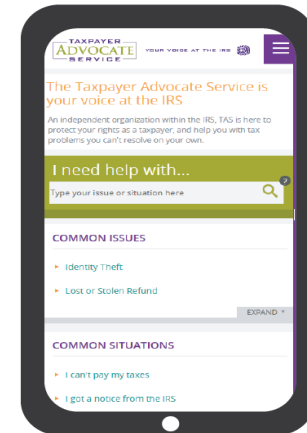 TAXPAYER
ADVOCATE
SERVICE
YOUR VOICE AT THE IRS
The Taxpayer Advocate Service is
your voice at the IRS
An independent organization within the IRS, TAS is here to
protect your rights as a taxpayer, and help you with tax
problems you can't resolve on your own.
I need help with...
Type your issue or situation here
?
COMMON ISSUES
Identity Theft
Lost or Stolen Refund
EXPAND
COMMON SITUATIONS
I can't pay my taxes
I got a notice from the IRS